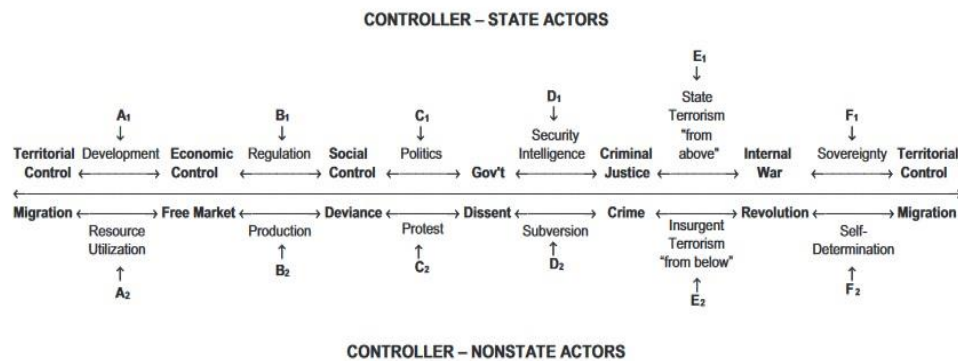 CONTROLLER – STATE ACTORS
E1
State
Terrorism
"from
above"
D1
Security
Intelligence
A1
B1
C1
F1
Territorial Development Economic Regulation Social Politics Criminal Internal Sovereignty Territorial
Control Control Control Gov't Justice War Control
Migration Free Market Deviance Dissent Crime Revolution Migration
Resource Production Protest Subversion Insurgent Self-
Utilization Terrorism Determination
"from below"
A2 B2 C2 D2 E2 F2
CONTROLLER – NONSTATE ACTORS